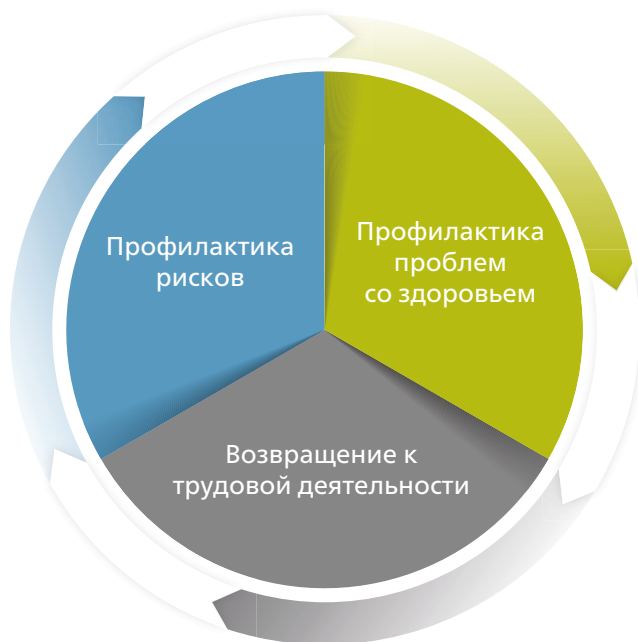 Профилактика
рисков
Профилактика
проблем
со здоровьем
Возвращение к
трудовой деятельности